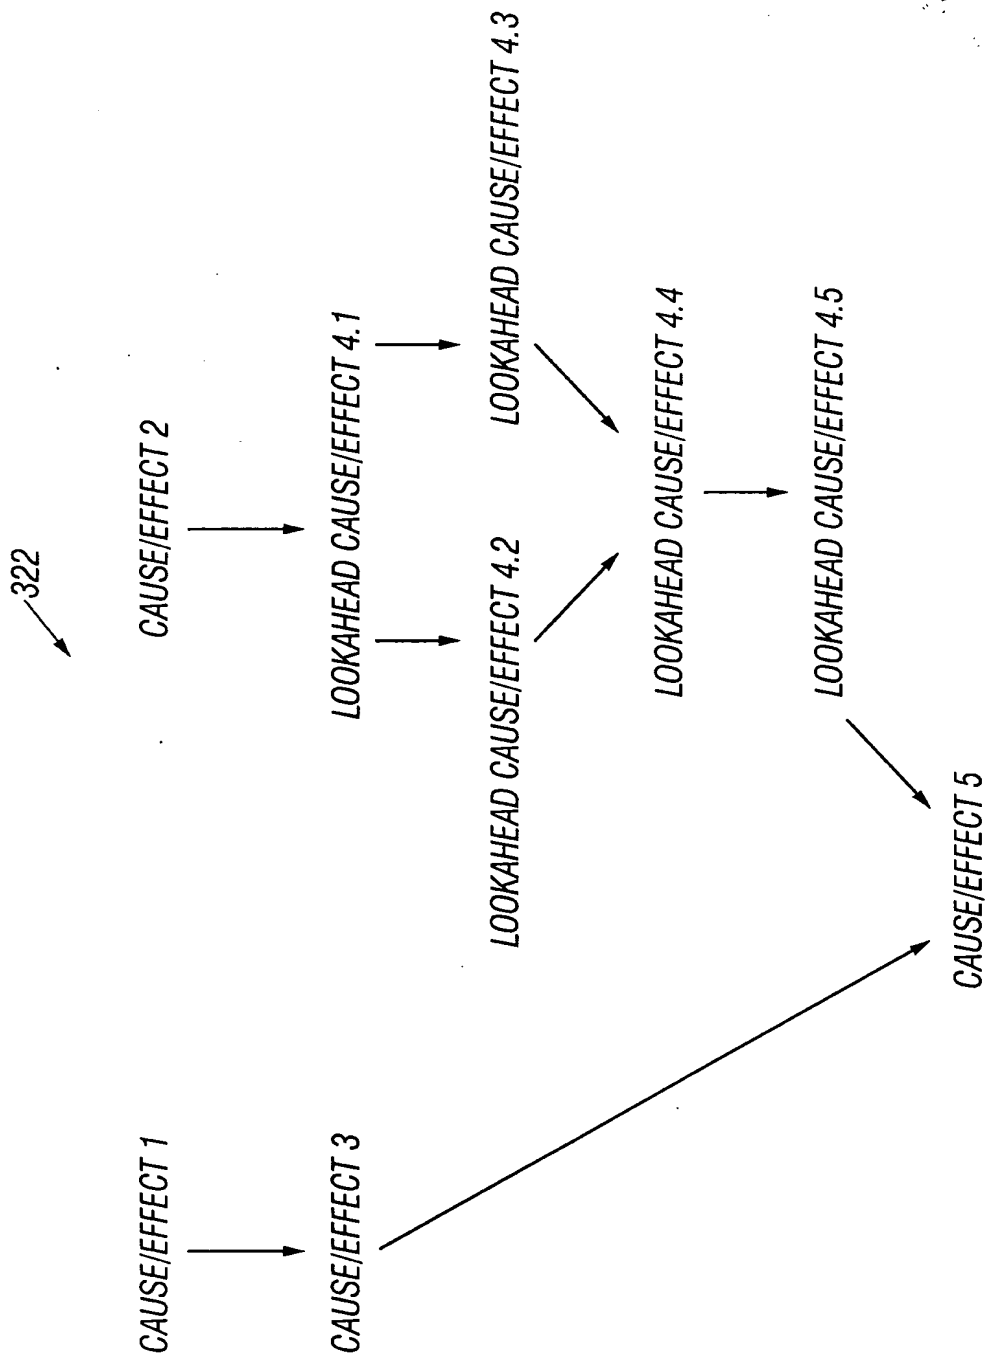 322
CAUSE/EFFECT 1
CAUSE/EFFECT 2
CAUSE/EFFECT 3
LOOKAHEAD CAUSE/EFFECT 4.1
LOOKAHEAD CAUSE/EFFECT 4.2
LOOKAHEAD CAUSE/EFFECT 4.3
LOOKAHEAD CAUSE/EFFECT 4.4
LOOKAHEAD CAUSE/EFFECT 4.5
CAUSE/EFFECT 5